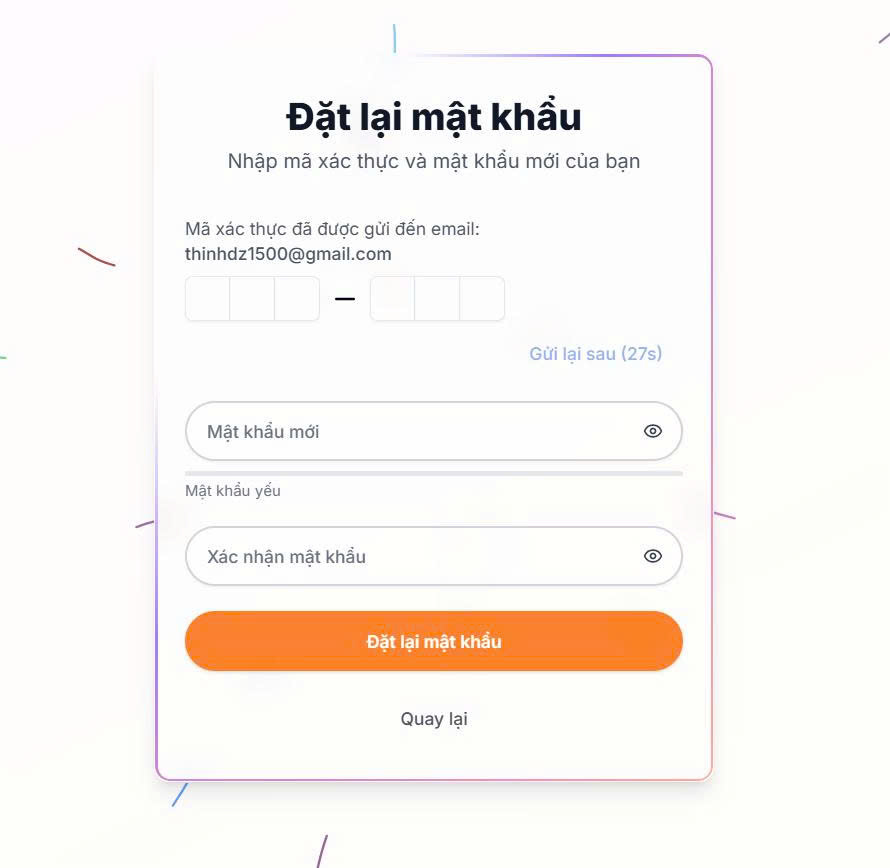 Đặt lại mật khẩu
Nhập mã xác thực và mật khẩu mới của bạn
Mã xác thực đã được gửi đến email:
thinhdz1500@gmail.com
Gửi lại sau (27s)
Mật khẩu mới
Mật khẩu yếu
Xác nhận mật khẩu
Đặt lại mật khẩu
Quay lại